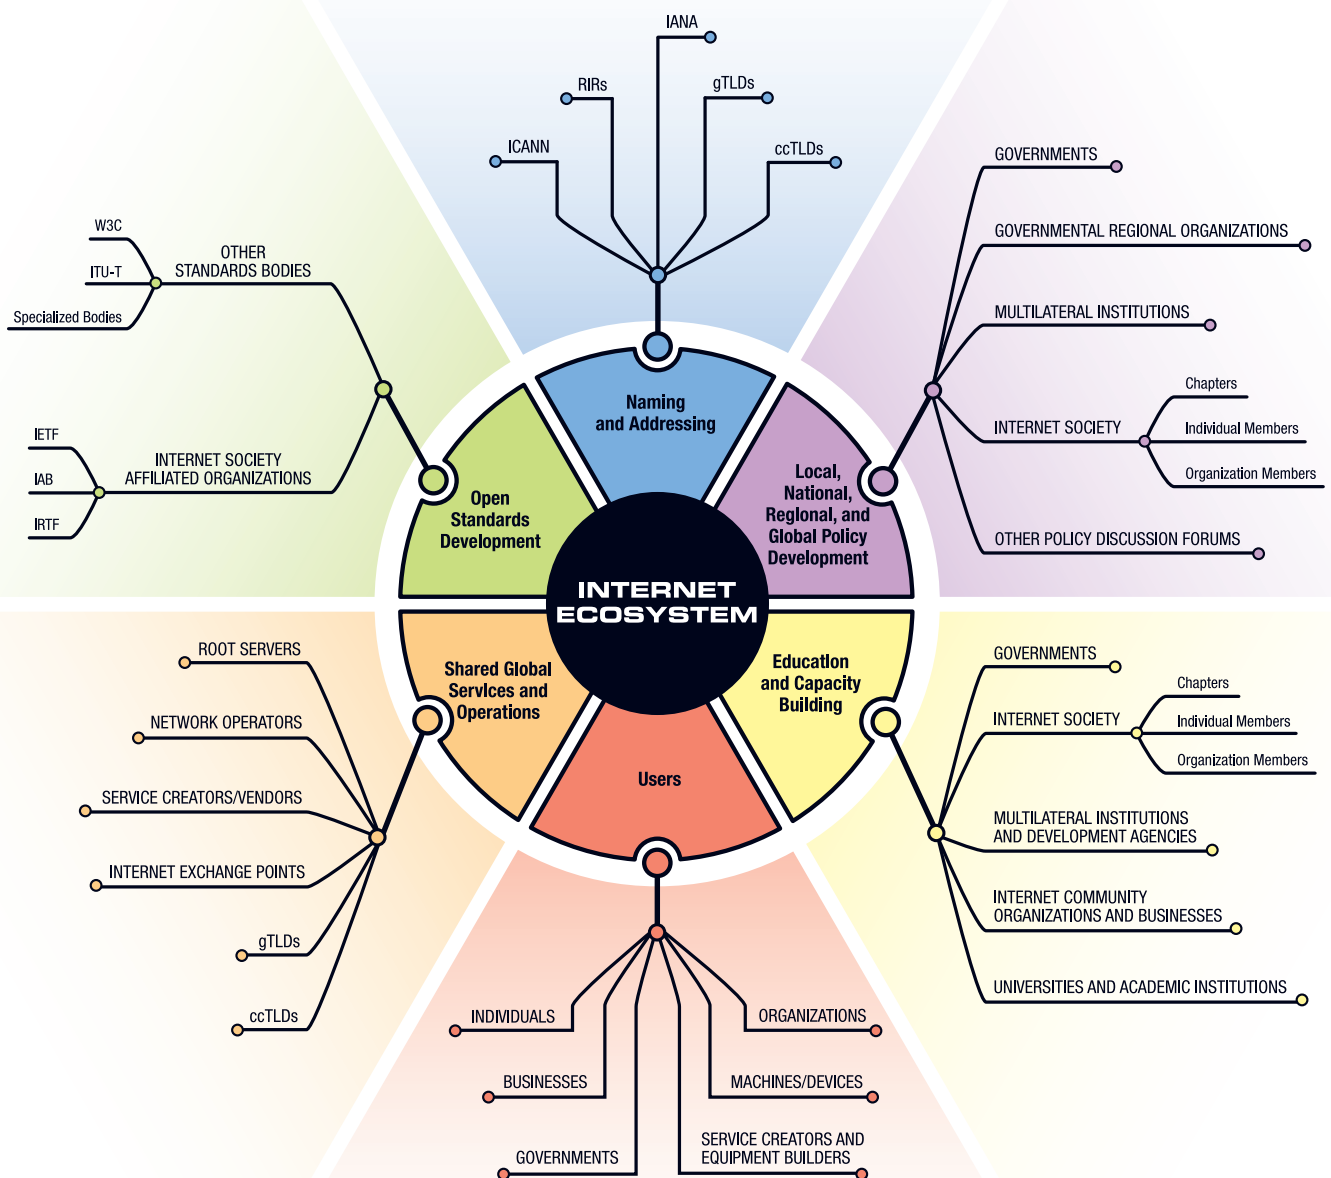 IANA
RIRs
gTLDs
ICANN
ccTLDs
Naming
and Addressing
GOVERNMENTS
GOVERNMENTAL REGIONAL ORGANIZATIONS
MULTILATERAL INSTITUTIONS
INTERNET SOCIETY
Chapters
Individual Members
Organization Members
OTHER POLICY DISCUSSION FORUMS
Local,
National,
Regional, and
Global Policy
Development
W3C
ITU-T
Specialized Bodies
OTHER
STANDARDS BODIES
IETF
IAB
IRTF
INTERNET SOCIETY
AFFILIATED ORGANIZATIONS
Open
Standards
Development
INTERNET
ECOSYSTEM
Shared Global
Services and
Operations
ROOT SERVERS
NETWORK OPERATORS
SERVICE CREATORS/VENDORS
INTERNET EXCHANGE POINTS
gTLDs
ccTLDs
Education
and Capacity
Building
GOVERNMENTS
INTERNET SOCIETY
Chapters
Individual Members
Organization Members
MULTILATERAL INSTITUTIONS
AND DEVELOPMENT AGENCIES
INTERNET COMMUNITY
ORGANIZATIONS AND BUSINESSES
UNIVERSITIES AND ACADEMIC INSTITUTIONS
Users
INDIVIDUALS
BUSINESSES
GOVERNMENTS
ORGANIZATIONS
MACHINES/DEVICES
SERVICE CREATORS AND
EQUIPMENT BUILDERS